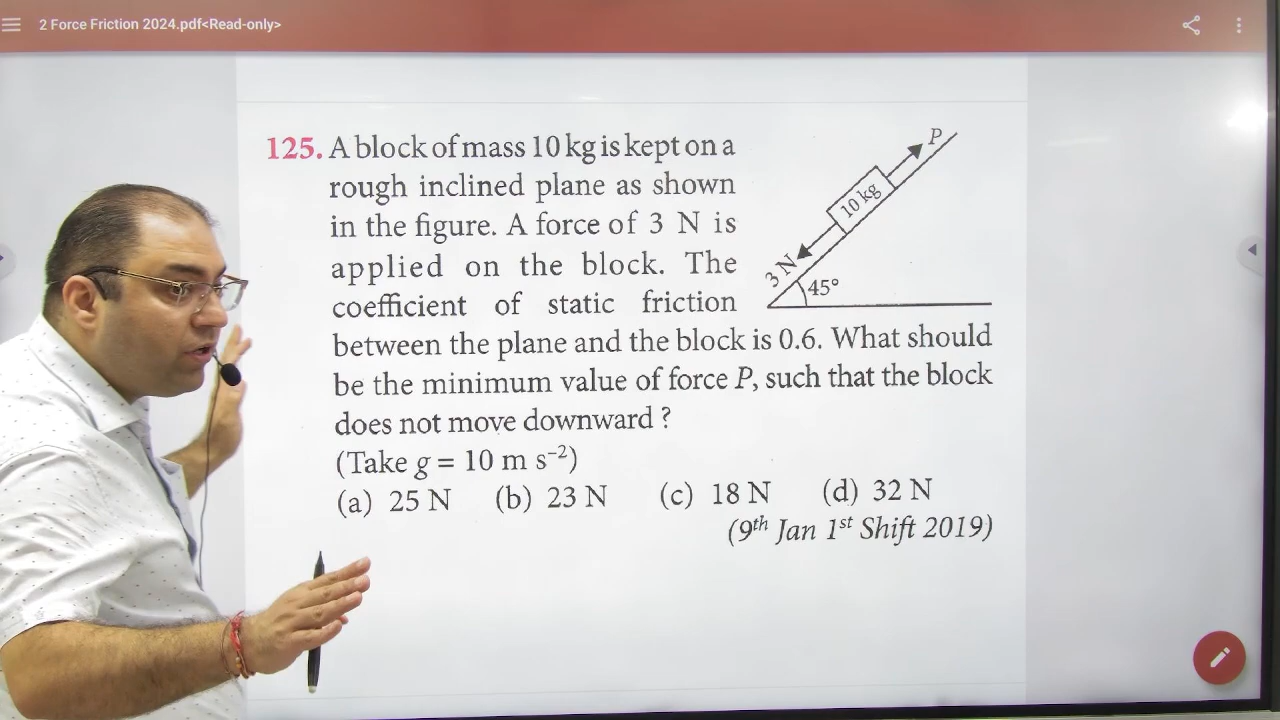 2 Force Friction 2024.pdf<Read-only>
125. A block of mass 10 kg is kept on a
rough inclined plane as shown
in the figure. A force of 3 N is
applied on the block. The
coefficient of static friction
between the plane and the block is 0.6. What should
be the minimum value of force P, such that the block
does not move downward ?
(Take g = 10 m s⁻²)
(a) 25 N (b) 23 N (c) 18 N (d) 32 N
(9th Jan 1st Shift 2019)
P
10 kg
3 N
45°